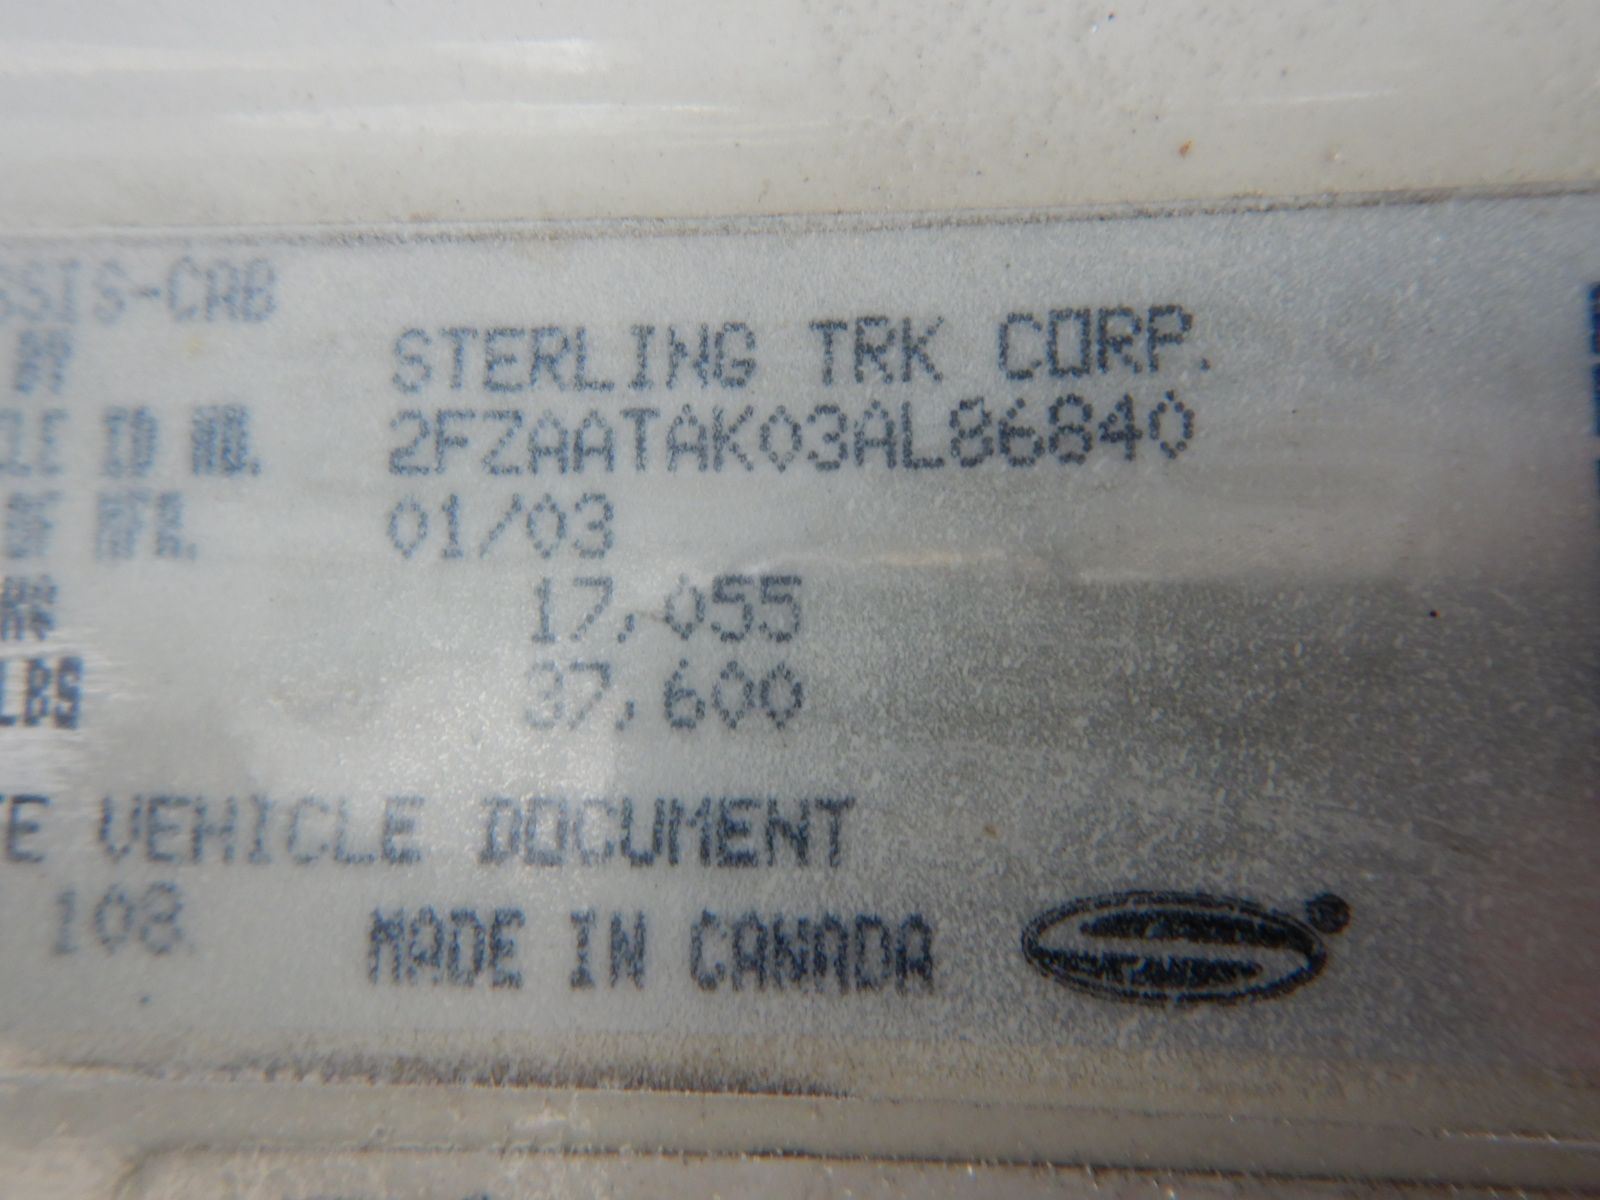 SSIS-CAB
STERLING TRK CORP.
2FZAATAK03AL86840
01/03
17,055
LBS 37,600
TE VEHICLE DOCUMENT
108 MADE IN CANADA